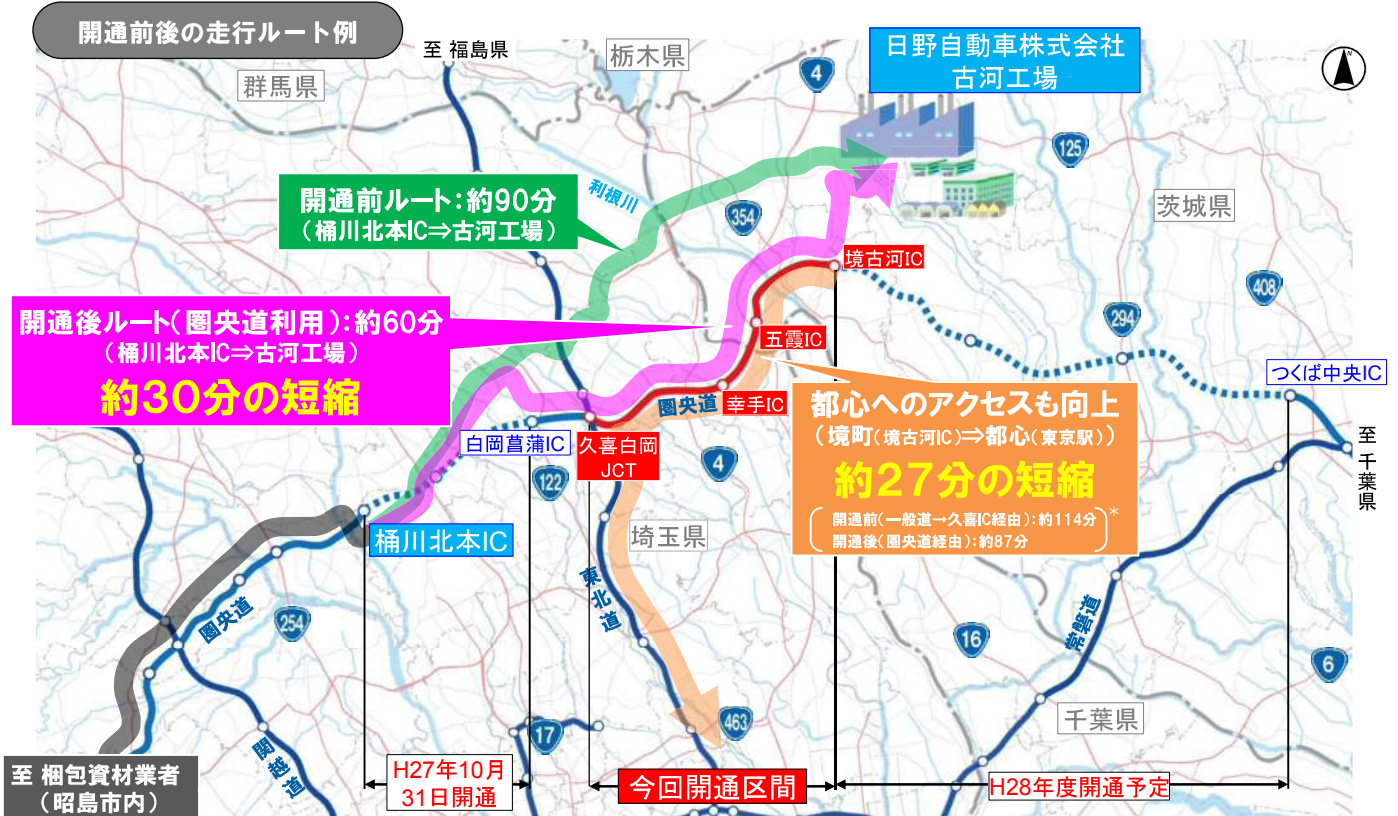 開通前後の走行ルート例
至 福島県
栃木県
群馬県
4
日野自動車株式会社
古河工場
N
125
利根川
開通前ルート:約90分
(桶川北本IC⇒古河工場)
354
茨城県
境古河IC
408
294
開通後ルート(圏央道利用):約60分
(桶川北本IC⇒古河工場)
約30分の短縮
五霞IC
つくば中央IC
圏央道
幸手IC
都心へのアクセスも向上
(境町(境古河IC)⇒都心(東京駅))
約27分の短縮
開通前(一般道→久喜IC経由):約114分
開通後(圏央道経由):約87分
*
至 千葉県
白岡菖蒲IC
久喜白岡
JCT
122
4
桶川北本IC
埼玉県
東北道
圏央道
254
16
常磐道
6
千葉県
463
17
関越道
至 梱包資材業者
(昭島市内)
H27年10月
31日開通
今回開通区間
H28年度開通予定